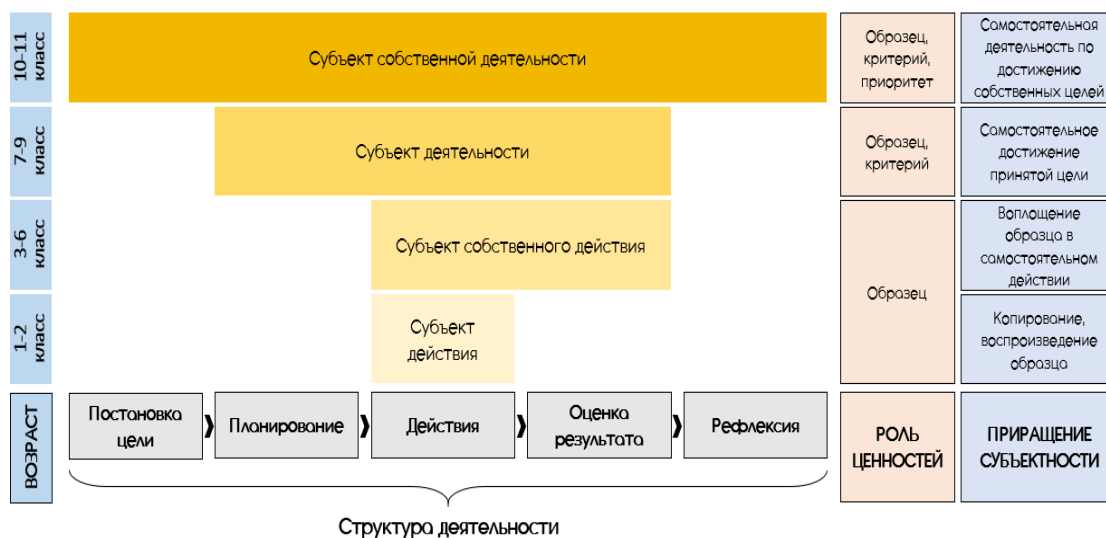 10-11
класс
Субъект собственной деятельности
Образец,
критерий,
приоритет
Самостоятельная
деятельность по
достижению
собственных целей
7-9
класс
Субъект деятельности
Образец,
критерий
Самостоятельное
достижение
принятой цели
3-6
класс
Субъект собственного действия
Образец
Воплощение
образца в
самостоятельном
действии
1-2
класс
Субъект
действия
Копирование,
воспроизведение
образца
ВОЗРАСТ
Постановка
цели
Планирование
Действия
Оценка
результата
Рефлексия
РОЛЬ
ЦЕННОСТЕЙ
ПРИРАЩЕНИЕ
СУБЪЕКТНОСТИ
Структура деятельности